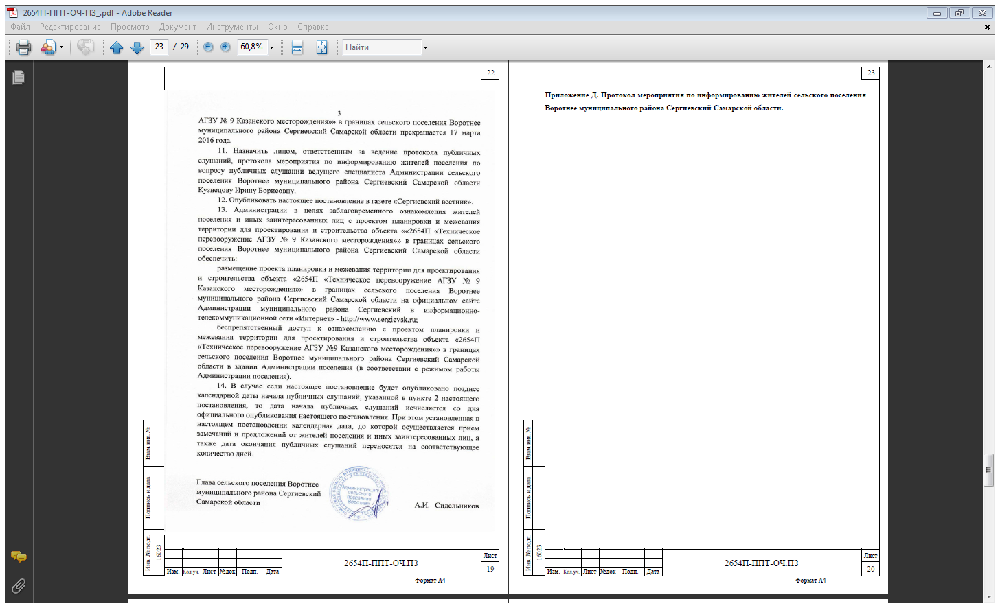 2654П-ППТ-ОЧ-ПЗ_.pdf - Adobe Reader
Файл Редактирование Просмотр Документ Инструменты Окно Справка
23 / 29 60,8% Найти
22
3
АГЗУ № 9 Казанского месторождения»» в границах сельского поселения Воротнее
муниципального района Сергиевский Самарской области прекращается 17 марта
2016 года.
11. Назначить лицом, ответственным за ведение протокола публичных
слушаний, протокола мероприятия по информированию жителей поселения по
вопросу публичных слушаний ведущего специалиста Администрации сельского
поселения Воротнее муниципального района Сергиевский Самарской области
Кузнецову Ирину Борисовну.
12. Опубликовать настоящее постановление в газете «Сергиевский вестник».
13. Администрации в целях заблаговременного ознакомления жителей
поселения и иных заинтересованных лиц с проектом планировки и межевания
территории для проектирования и строительства объекта ««2654П «Техническое
перевооружение АГЗУ № 9 Казанского месторождения»» в границах сельского
поселения Воротнее муниципального района Сергиевский Самарской области
обеспечить:
размещение проекта планировки и межевания территории для проектирования
и строительства объекта «2654П «Техническое перевооружение АГЗУ № 9
Казанского месторождения»» в границах сельского поселения Воротнее
муниципального района Сергиевский Самарской области на официальном сайте
Администрации муниципального района Сергиевский в информационно-
телекоммуникационной сети «Интернет» - http://www.sergievsk.ru;
беспрепятственный доступ к ознакомлению с проектом планировки и
межевания территории для проектирования и строительства объекта «2654П
«Техническое перевооружение АГЗУ №9 Казанского месторождения»» в границах
сельского поселения Воротнее муниципального района Сергиевский Самарской
области в здании Администрации поселения (в соответствии с режимом работы
Администрации поселения).
14. В случае если настоящее постановление будет опубликовано позднее
календарной даты начала публичных слушаний, указанной в пункте 2 настоящего
постановления, то дата начала публичных слушаний исчисляется со дня
официального опубликования настоящего постановления. При этом установленная в
настоящем постановлении календарная дата, до которой осуществляется прием
замечаний и предложений от жителей поселения и иных заинтересованных лиц, а
также дата окончания публичных слушаний переносятся на соответствующее
количество дней.
Глава сельского поселения Воротнее
муниципального района Сергиевский
Самарской области
А.И. Сидельников
Администрация
сельского
поселения
Воротнее
Взам. инв. №
Подпись и дата
Инв. № подл.
16023
Изм. Кол.уч. Лист №док Подп. Дата
2654П-ППТ-ОЧ.ПЗ
Лист
19
Формат А4
23
Приложение Д. Протокол мероприятия по информированию жителей сельского поселения
Воротнее муниципального района Сергиевский Самарской области.
Взам. инв. №
Подпись и дата
Инв. № подл.
16023
Изм. Кол.уч. Лист №док Подп. Дата
2654П-ППТ-ОЧ.ПЗ
Лист
20
Формат А4